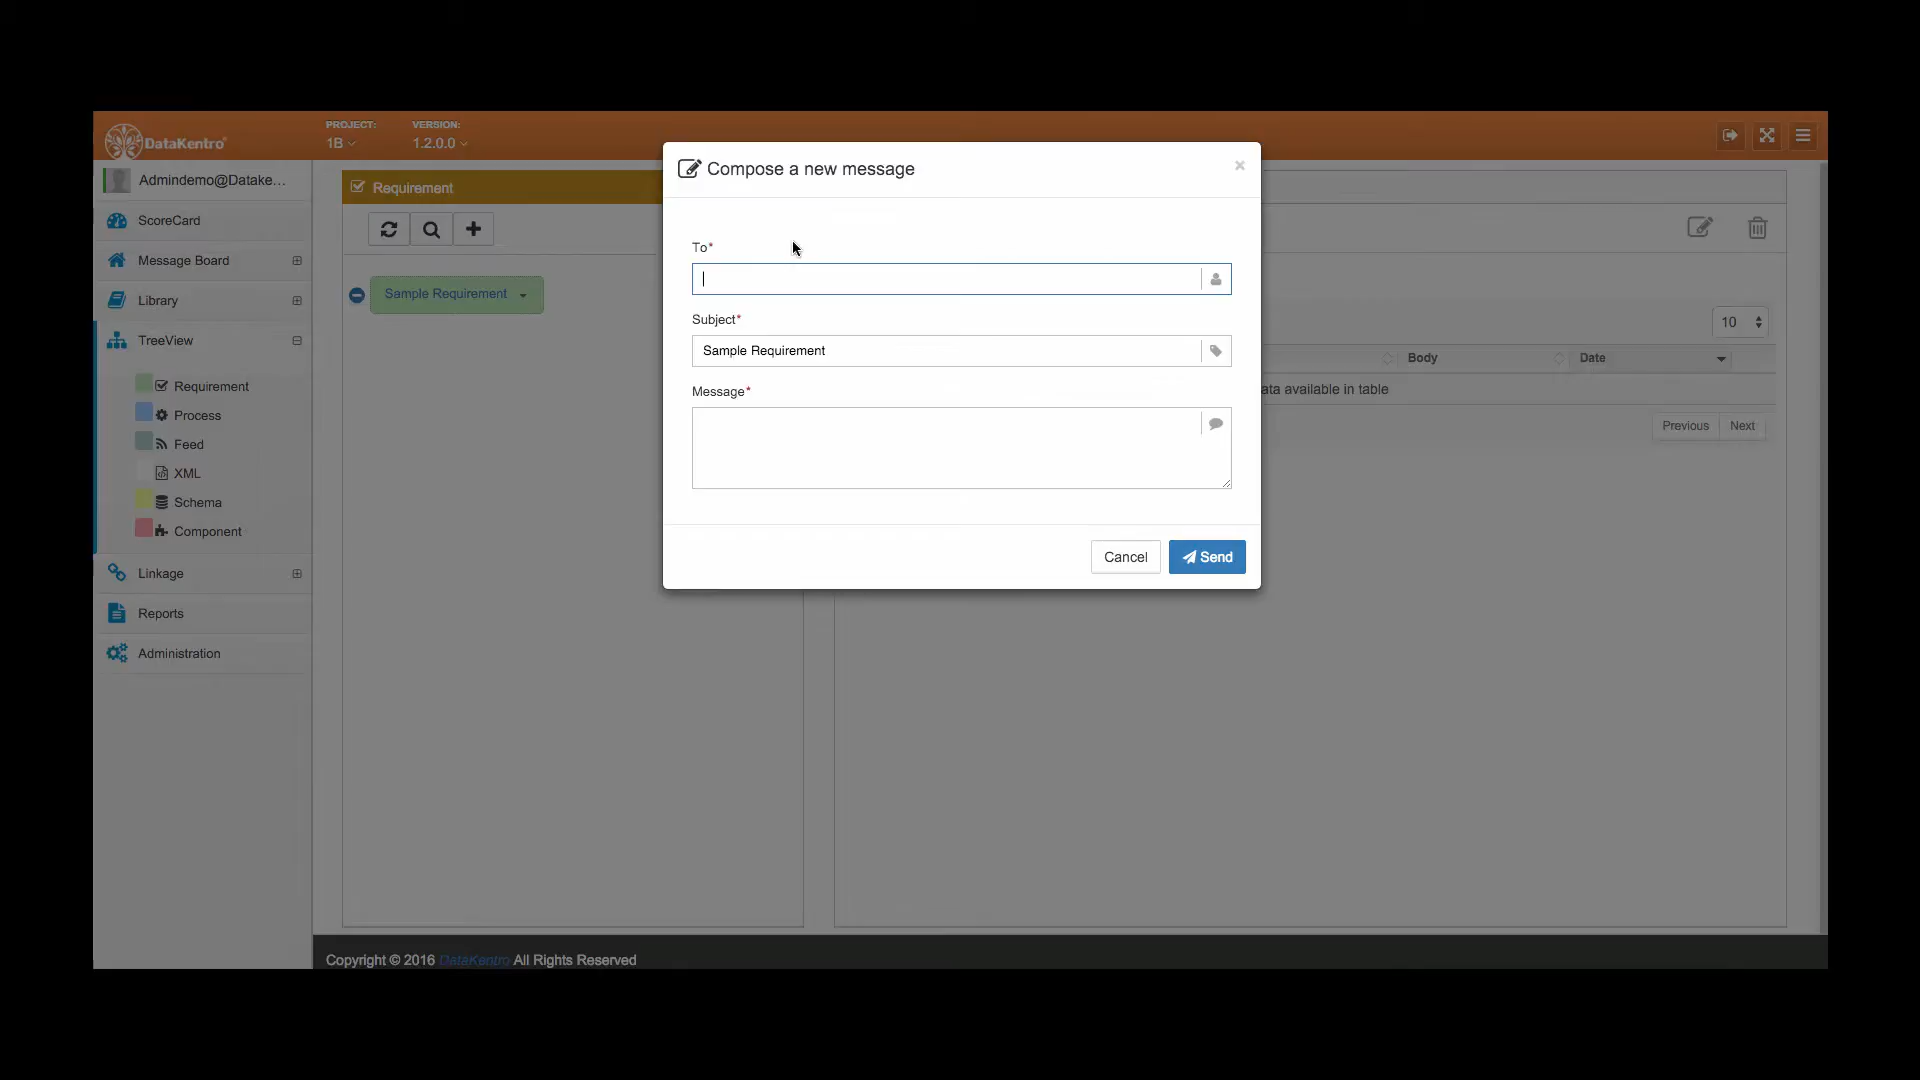 DataKentro
PROJECT:
1B
VERSION:
1.2.0.0
Admindemo@Datake...
ScoreCard
Message Board
Library
TreeView
Requirement
Process
Feed
XML
Schema
Component
Linkage
Reports
Administration
Requirement
Sample Requirement
Compose a new message
×
To*
Subject*
Sample Requirement
Message*
Cancel
Send
10
Body
Date
ata available in table
Previous
Next
Copyright © 2016 DataKentro All Rights Reserved